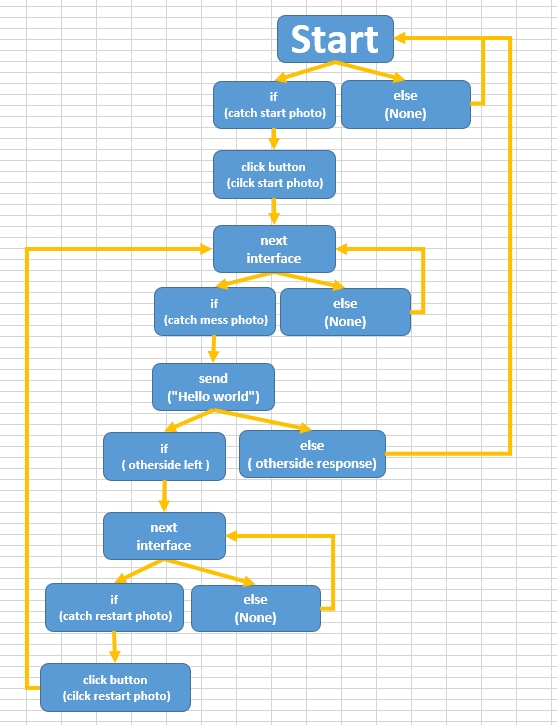 Start
if
(catch start photo)
else
(None)
click button
(cilck start photo)
next
interface
if
(catch mess photo)
else
(None)
send
("Hello world")
if
( otherside left )
else
( otherside response)
next
interface
if
(catch restart photo)
else
(None)
click button
(cilck restart photo)